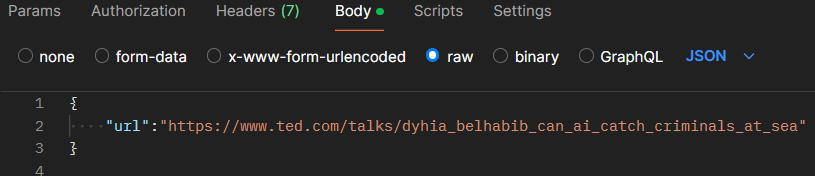 Params Authorization Headers (7) Body Scripts Settings
none form-data x-www-form-urlencoded raw binary GraphQL JSON
1 {
2 "url":"https://www.ted.com/talks/dyhia_belhabib_can_ai_catch_criminals_at_sea"
3 }
4